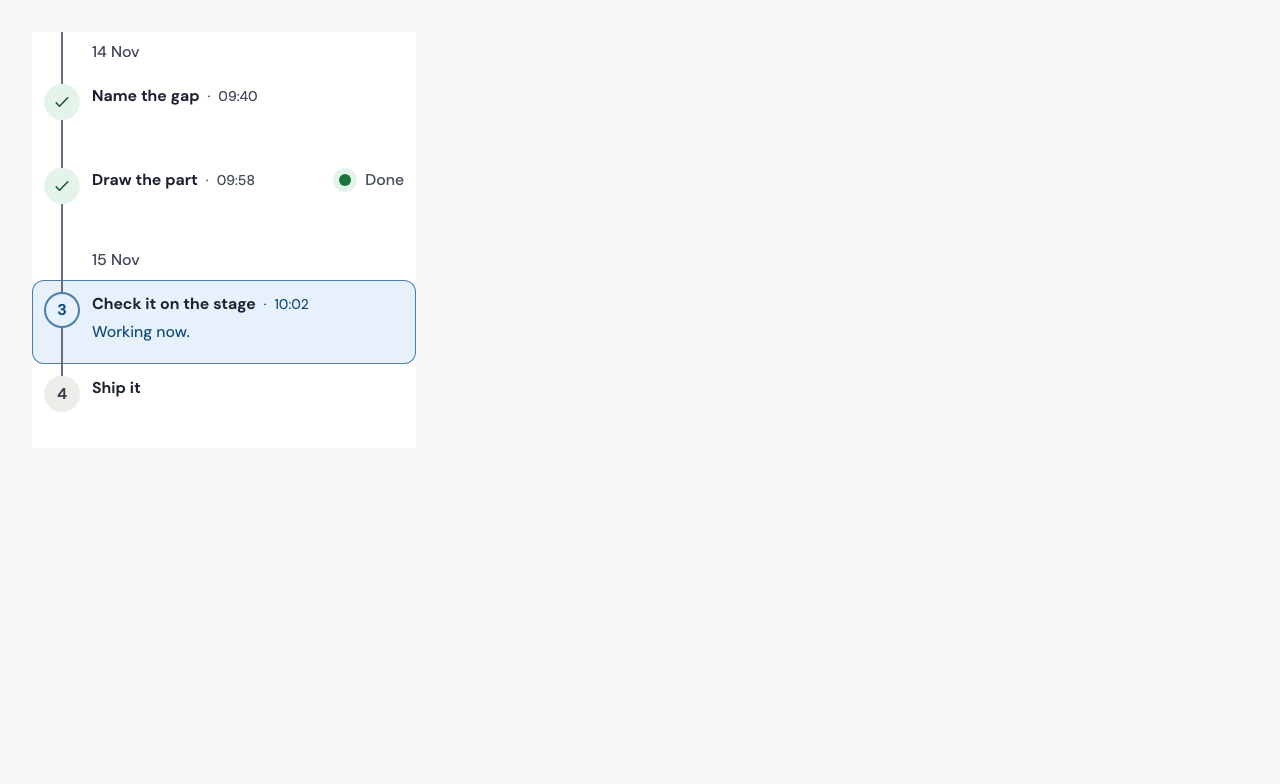 14 Nov
Name the gap · 09:40
Draw the part · 09:58 Done
15 Nov
3 Check it on the stage · 10:02
Working now.
4 Ship it